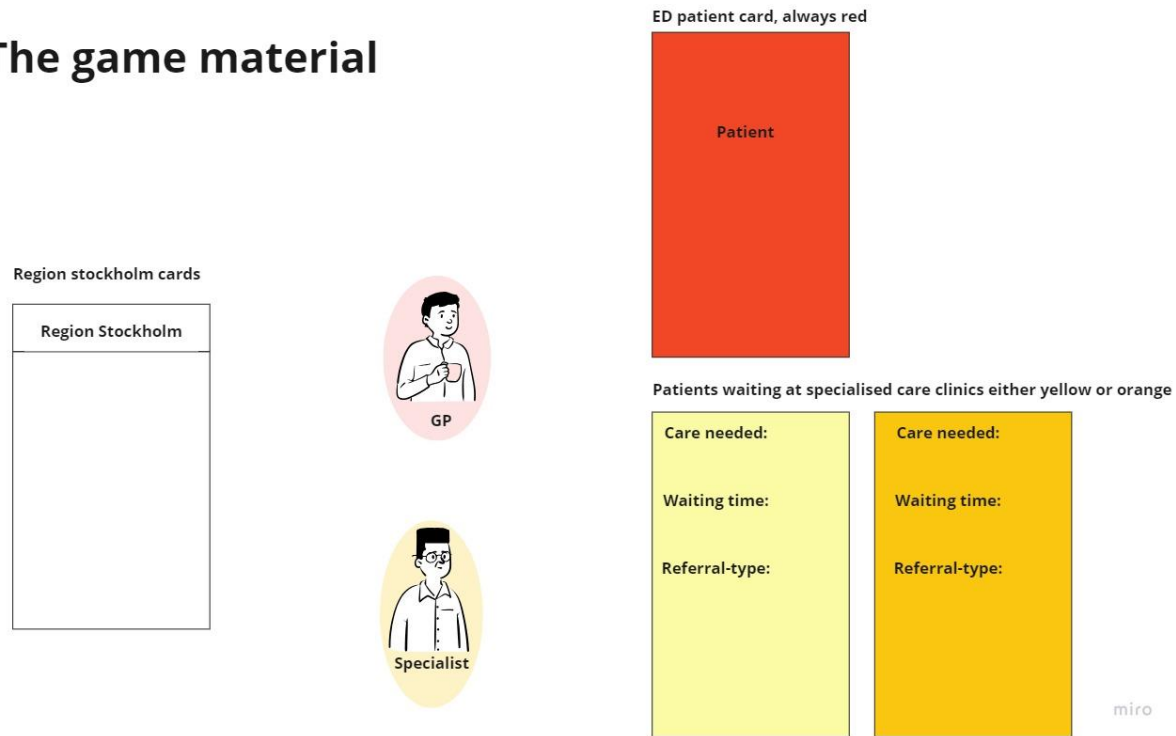 The game material
ED patient card, always red
Patient
Region stockholm cards
Region Stockholm
GP
Specialist
Patients waiting at specialised care clinics either yellow or orange
Care needed:
Waiting time:
Referral-type:
Care needed:
Waiting time:
Referral-type:
miro